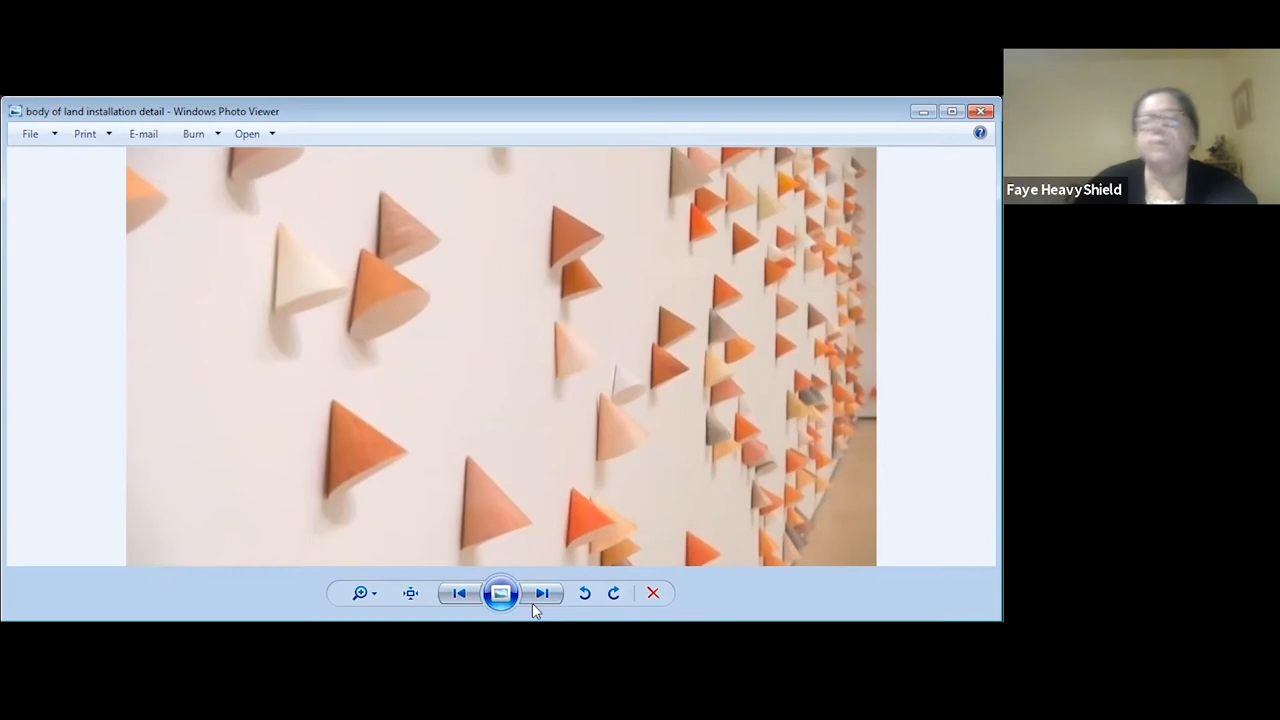 body of land installation detail - Windows Photo Viewer
File Print E-mail Burn Open
Faye HeavyShield